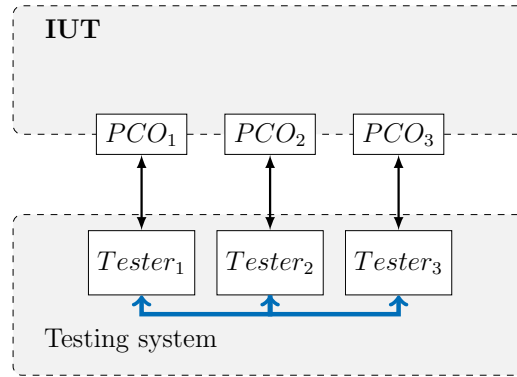 IUT
PCO₁ PCO₂ PCO₃
Tester₁ Tester₂ Tester₃
Testing system